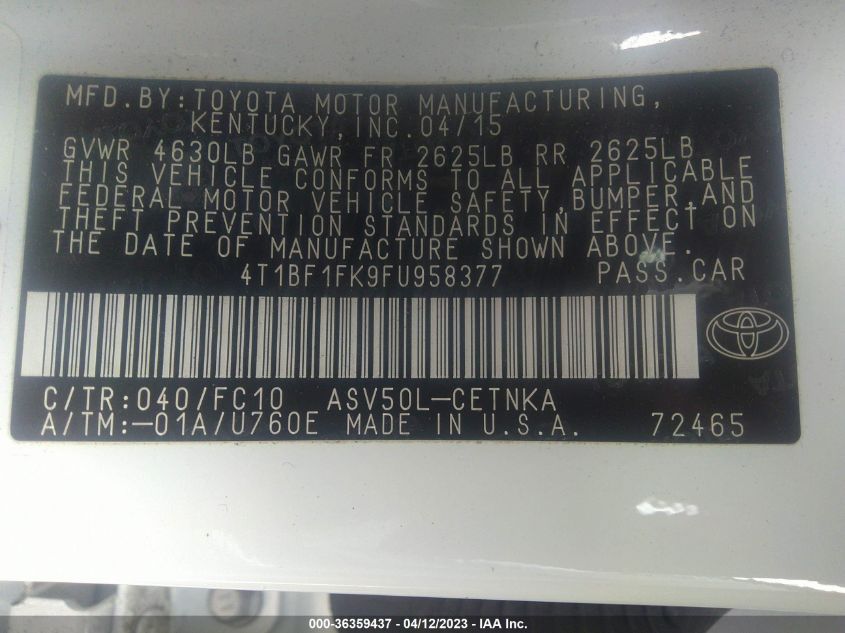 MFD.BY:TOYOTA MOTOR MANUFACTURING,
KENTUCKY,INC.04/15
GVWR 4630LB GAWR FR 2625LB RR 2625LB
THIS VEHICLE CONFORMS TO ALL APPLICABLE
FEDERAL MOTOR VEHICLE SAFETY,BUMPER,AND
THEFT PREVENTION STANDARDS IN EFFECT ON
THE DATE OF MANUFACTURE SHOWN ABOVE.
4T1BF1FK9FU958377 PASS.CAR
C/TR:040/FC10 ASV50L-CETNKA
A/TM:-01A/U760E MADE IN U.S.A. 72465
000-36359437 - 04/12/2023 - IAA Inc.